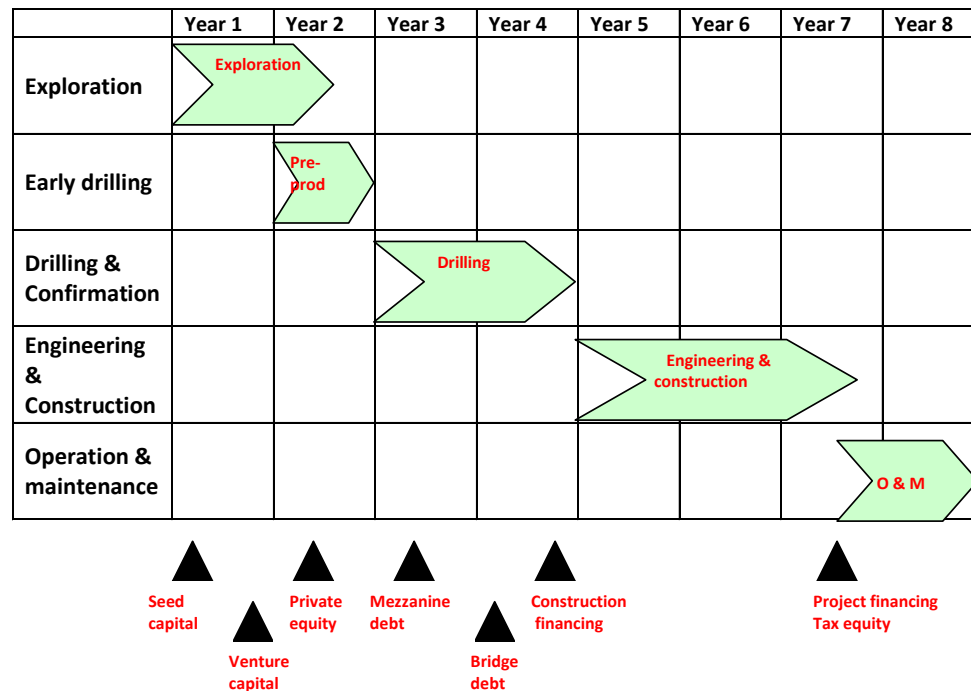 Year 1 Year 2 Year 3 Year 4 Year 5 Year 6 Year 7 Year 8
Exploration
Exploration
Early drilling
Pre-
prod
Drilling &
Confirmation
Drilling
Engineering
&
Construction
Engineering &
construction
Operation &
maintenance
O & M
Seed
capital
Venture
capital
Private
equity
Mezzanine
debt
Bridge
debt
Construction
financing
Project financing
Tax equity